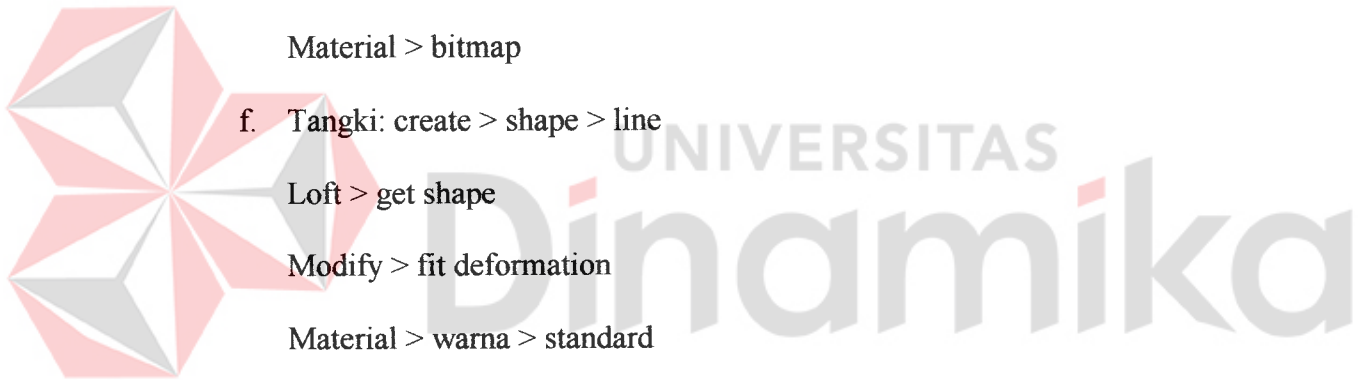 Material > bitmap
f. Tangki: create > shape > line
UNIVERSITAS
Loft > get shape
Dinamika
Modify > fit deformation
Material > warna > standard